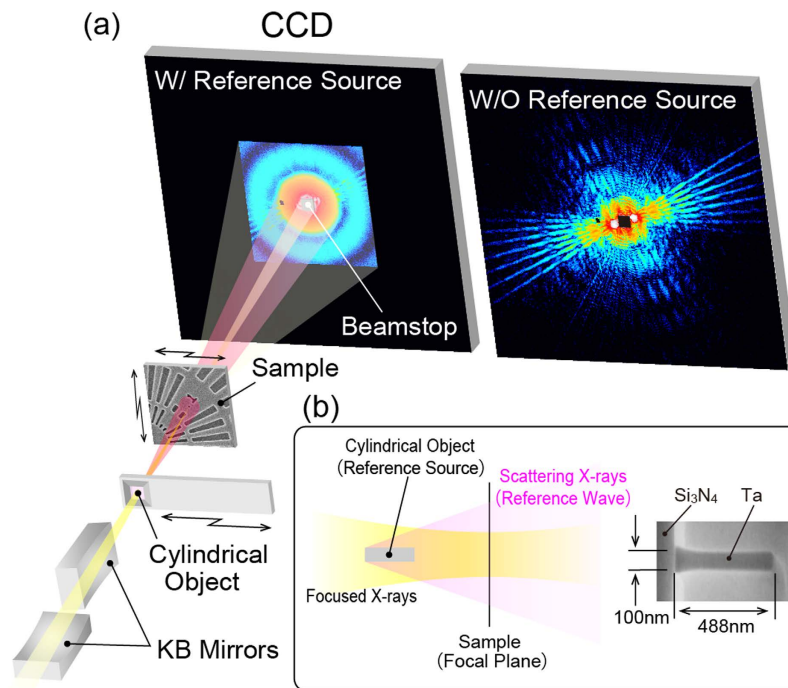 (a)
CCD
W/ Reference Source
W/O Reference Source
Beamstop
Sample
Cylindrical
Object
KB Mirrors
(b)
Cylindrical Object
(Reference Source)
Scattering X-rays
(Reference Wave)
Focused X-rays
Sample
(Focal Plane)
Si₃N₄
Ta
100nm
488nm